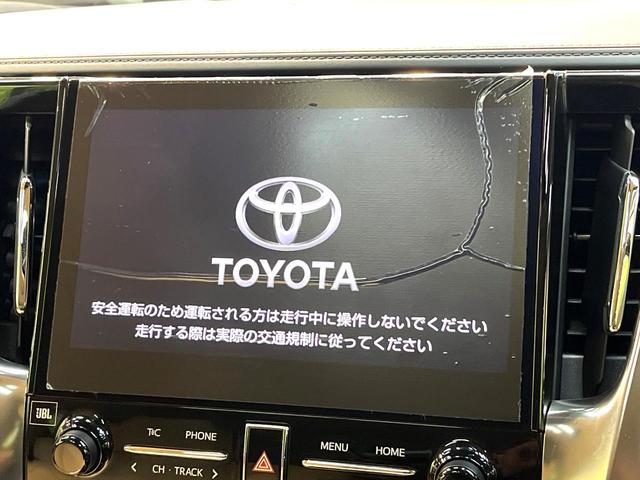 TOYOTA
安全運転のため運転される方は走行中に操作しないでください
走行する際は実際の交通規制に従ってください
JBL
T/C PHONE
MENU HOME
CH · TRACK